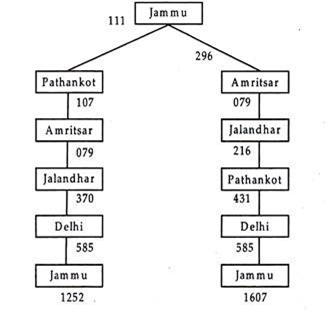 Jammu
111
296
Pathankot Amritsar
107 079
Amritsar Jalandhar
079 216
Jalandhar Pathankot
370 431
Delhi Delhi
585 585
Jammu Jammu
1252 1607